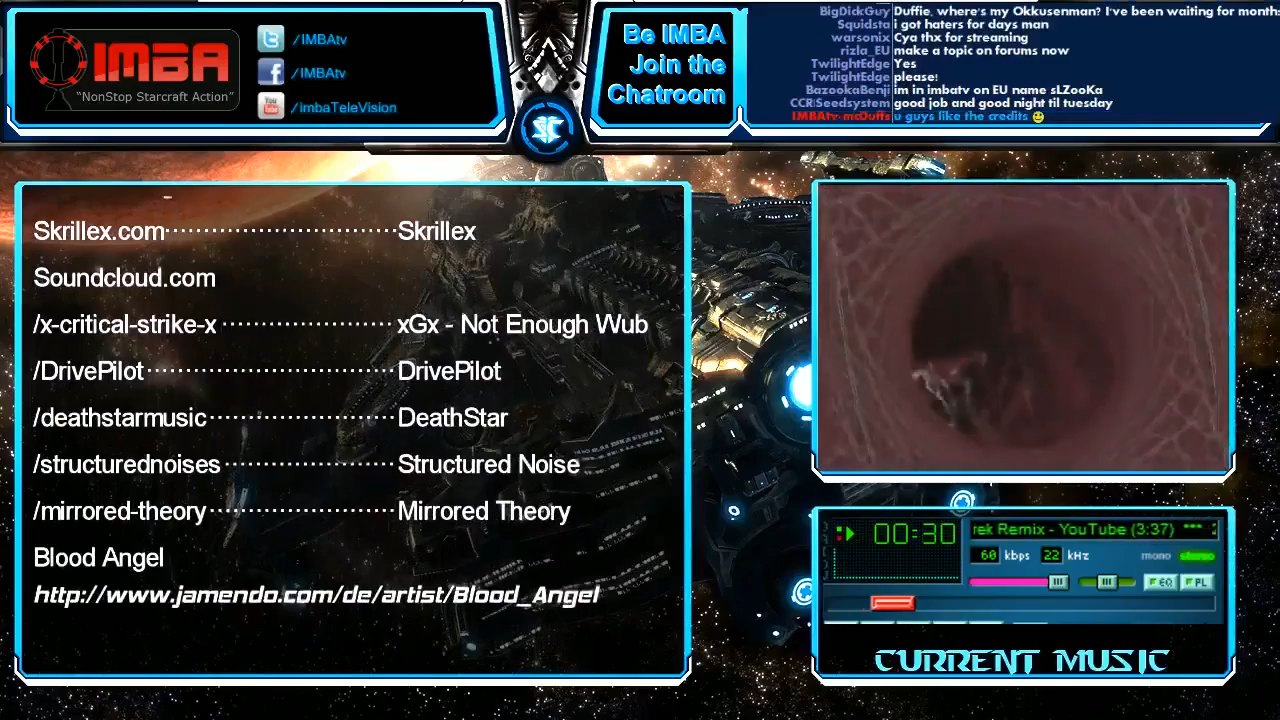 IMBA
"NonStop Starcraft Action"
/IMBAtv
/IMBAtv
You
/imbaTeleVision
SC
Be IMBA
Join the
Chatroom
BigDickGuy Duffie, where's my Okkusenman? I've been waiting for months
Squidsta i got haters for days man
warsonix Cya thx for streaming
rizla_EU make a topic on forums now
TwilightEdge Yes
TwilightEdge please!
BazookaBenji im in imbatv on EU name sLZooKa
CCRSeedsystem good job and good night til tuesday
IMBAtv-mcDuffs u guys like the credits
Skrillex.com Skrillex
Soundcloud.com
/x-critical-strike-x xGx - Not Enough Wub
/DrivePilot DrivePilot
/deathstarmusic DeathStar
/structurednoises Structured Noise
/mirrored-theory Mirrored Theory
Blood Angel
http://www.jamendo.com/de/artist/Blood_Angel
00:30
rek Remix - YouTube (3:37) ***
60 kbps 22 kHz mono stereo
EQ PL
CURRENT MUSIC